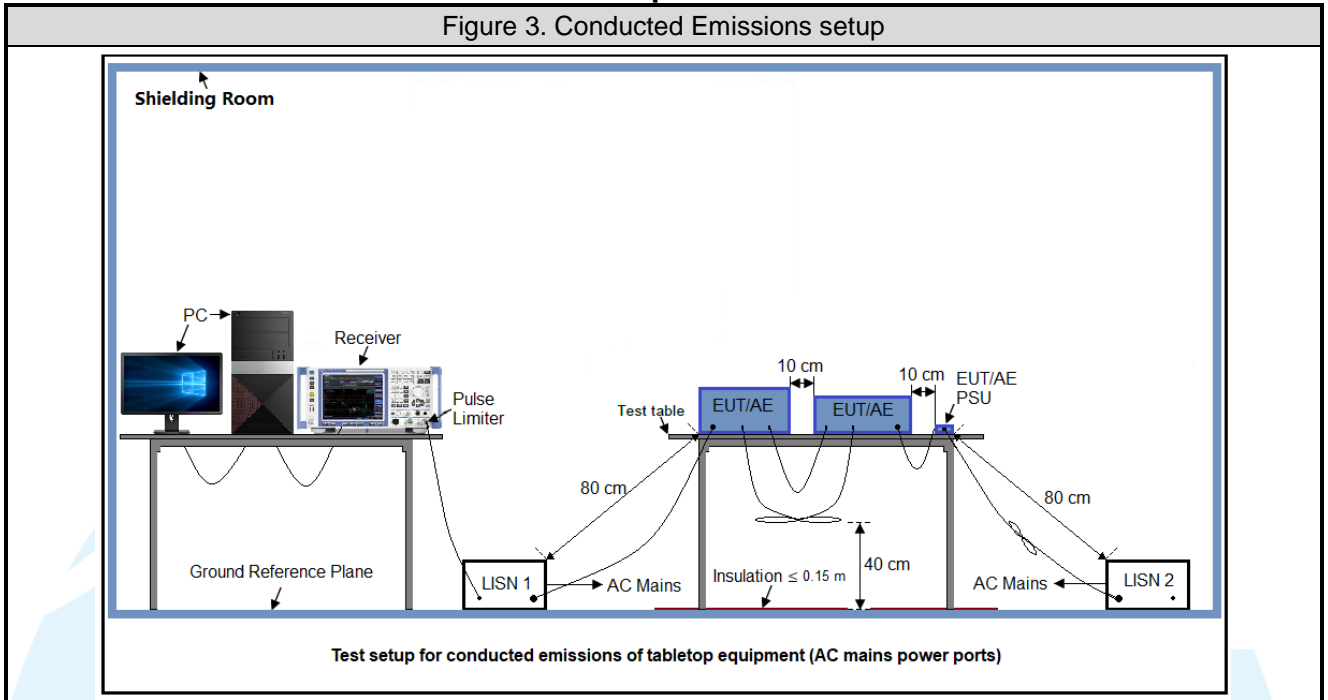 Figure 3. Conducted Emissions setup
Shielding Room
PC
Receiver
Pulse
Limiter
Test table
EUT/AE
10 cm
EUT/AE
10 cm
EUT/AE
PSU
80 cm
80 cm
40 cm
Ground Reference Plane
LISN 1
AC Mains
Insulation ≤ 0.15 m
AC Mains
LISN 2
Test setup for conducted emissions of tabletop equipment (AC mains power ports)